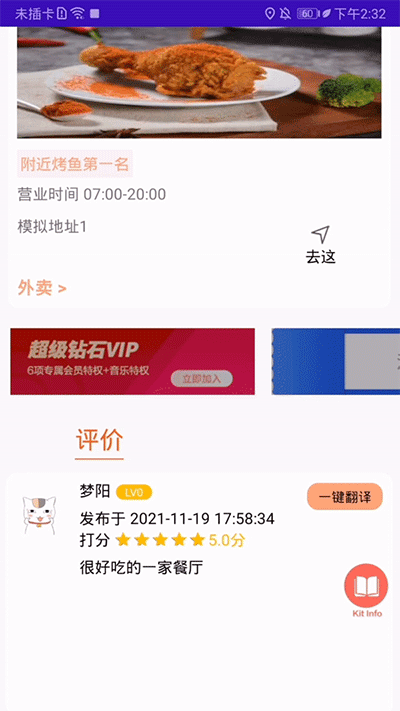 未插卡 60 下午2:32
附近烤鱼第一名
营业时间 07:00-20:00
模拟地址1
去这
外卖 >
超级钻石VIP
6项专属会员特权+音乐特权
立即加入
评价
梦阳 LV0
一键翻译
发布于 2021-11-19 17:58:34
打分 5.0分
很好吃的一家餐厅
Kit Info